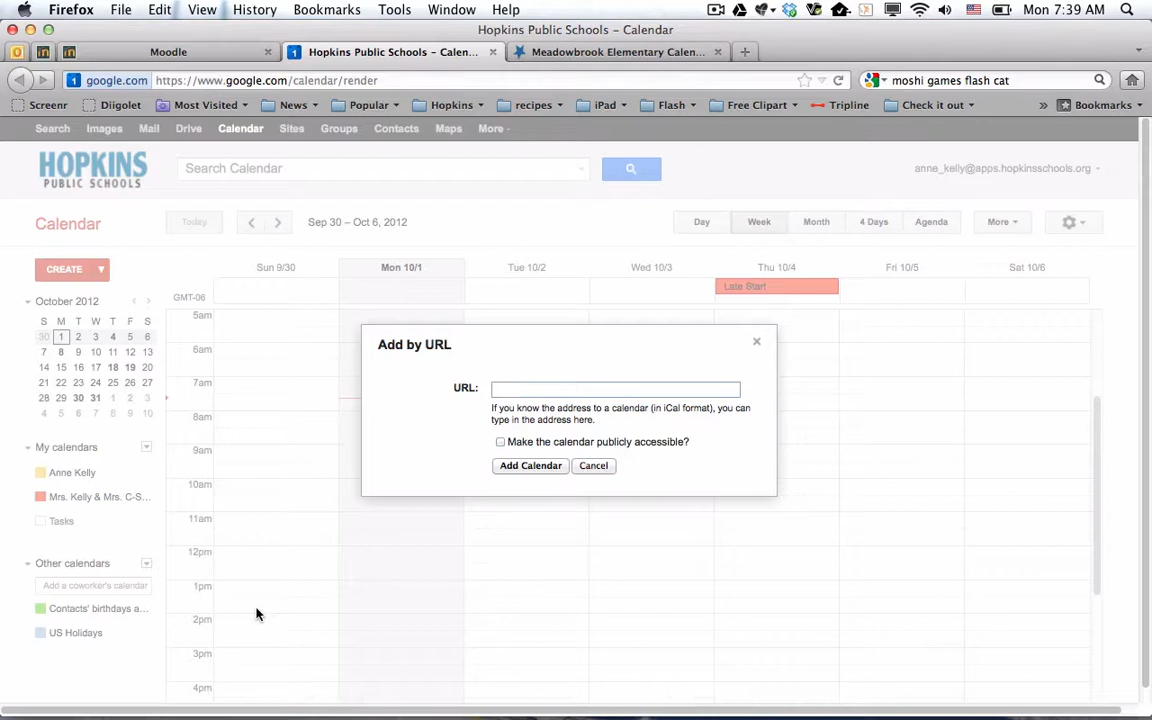 Firefox File Edit View History Bookmarks Tools Window Help Mon 7:39 AM
Hopkins Public Schools – Calendar
Moodle Hopkins Public Schools – Calen... Meadowbrook Elementary Calen...
google.com https://www.google.com/calendar/render moshi games flash cat
Screenr Diigolet Most Visited News Popular Hopkins recipes iPad Flash Free Clipart Tripline Check it out » Bookmarks
Search Images Mail Drive Calendar Sites Groups Contacts Maps More
HOPKINS
PUBLIC SCHOOLS
Search Calendar
anne_kelly@apps.hopkinsschools.org
Calendar Today Sep 30 – Oct 6, 2012 Day Week Month 4 Days Agenda More
CREATE
Sun 9/30 Mon 10/1 Tue 10/2 Wed 10/3 Thu 10/4 Fri 10/5 Sat 10/6
Late Start
GMT-06
October 2012
S M T W T F S
30 1 2 3 4 5 6
7 8 9 10 11 12 13
14 15 16 17 18 19 20
21 22 23 24 25 26 27
28 29 30 31 1 2 3
4 5 6 7 8 9 10
My calendars
Anne Kelly
Mrs. Kelly & Mrs. C-S...
Tasks
Other calendars
Add a coworker's calendar
Contacts' birthdays a...
US Holidays
5am
6am
7am
8am
9am
10am
11am
12pm
1pm
2pm
3pm
4pm
Add by URL
URL:
If you know the address to a calendar (in iCal format), you can
type in the address here.
Make the calendar publicly accessible?
Add Calendar Cancel